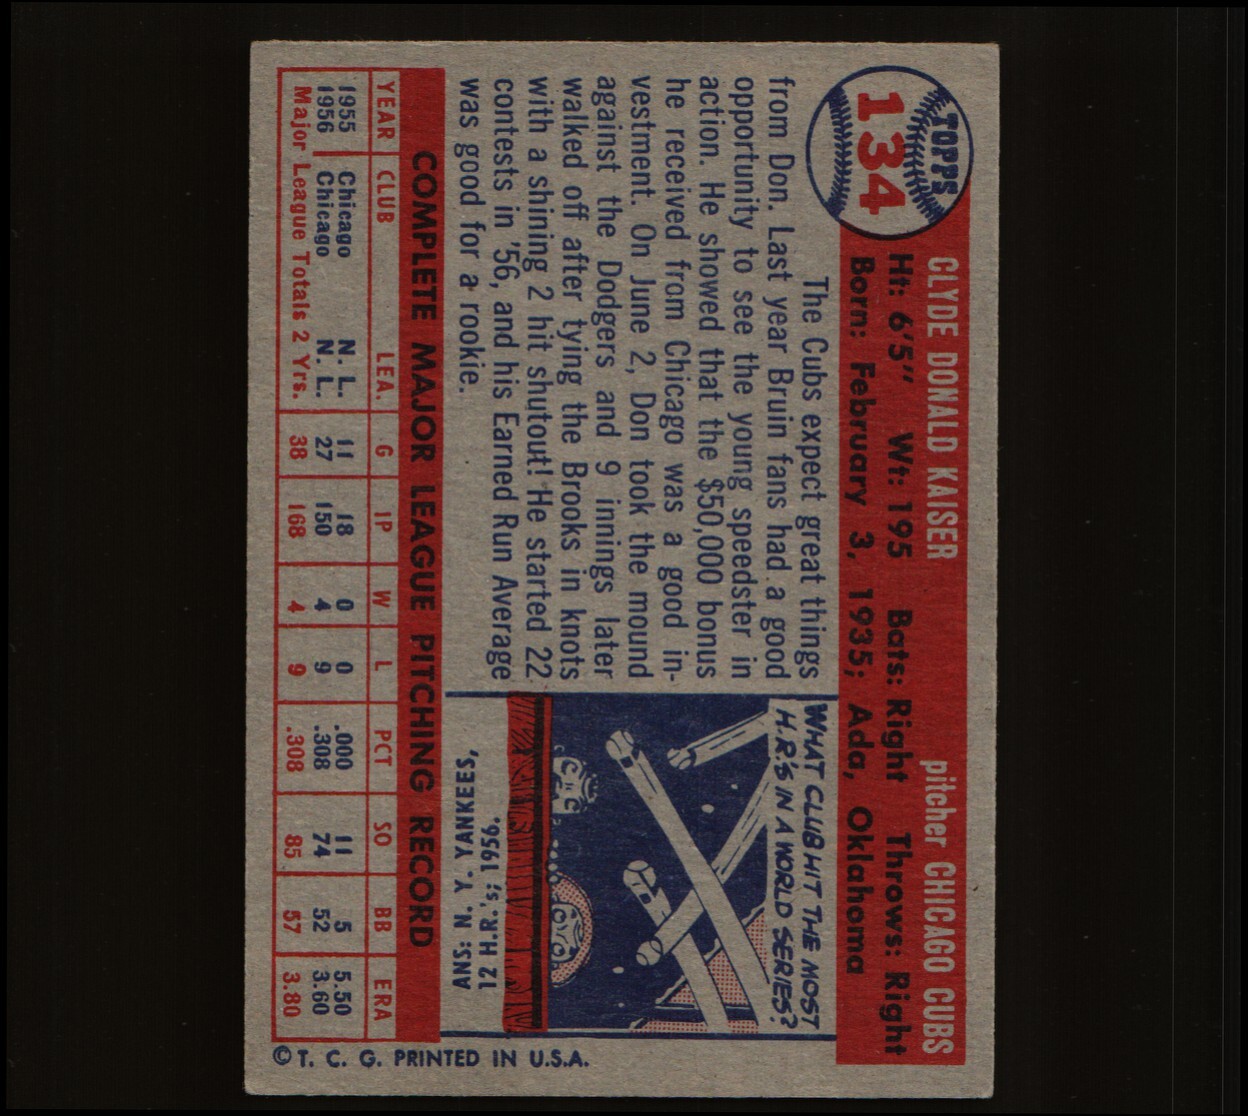 TOPPS
134
CLYDE DONALD KAISER pitcher CHICAGO CUBS
Ht: 6'5" Wt: 195 Bats: Right Throws: Right
Born: February 3, 1935; Ada, Oklahoma
The Cubs expect great things
from Don. Last year Bruin fans had a good
opportunity to see the young speedster in
action. He showed that the $50,000 bonus
he received from Chicago was a good in-
vestment. On June 2, Don took the mound
against the Dodgers and 9 innings later
walked off after tying the Brooks in knots
with a shining 2 hit shutout! He started 22
contests in '56, and his Earned Run Average
was good for a rookie.
WHAT CLUB HIT THE MOST
H.R.'S IN A WORLD SERIES?
ANS: N. Y. YANKEES,
12 H.R.'s; 1956.
COMPLETE MAJOR LEAGUE PITCHING RECORD
YEAR CLUB LEA. G IP W L PCT SO BB ERA
1955 Chicago N. L. 11 18 0 0 .000 11 5 5.50
1956 Chicago N. L. 27 150 4 9 .308 74 52 3.60
Major League Totals 2 Yrs. 38 168 4 9 .308 85 57 3.80
© T. C. G. PRINTED IN U.S.A.